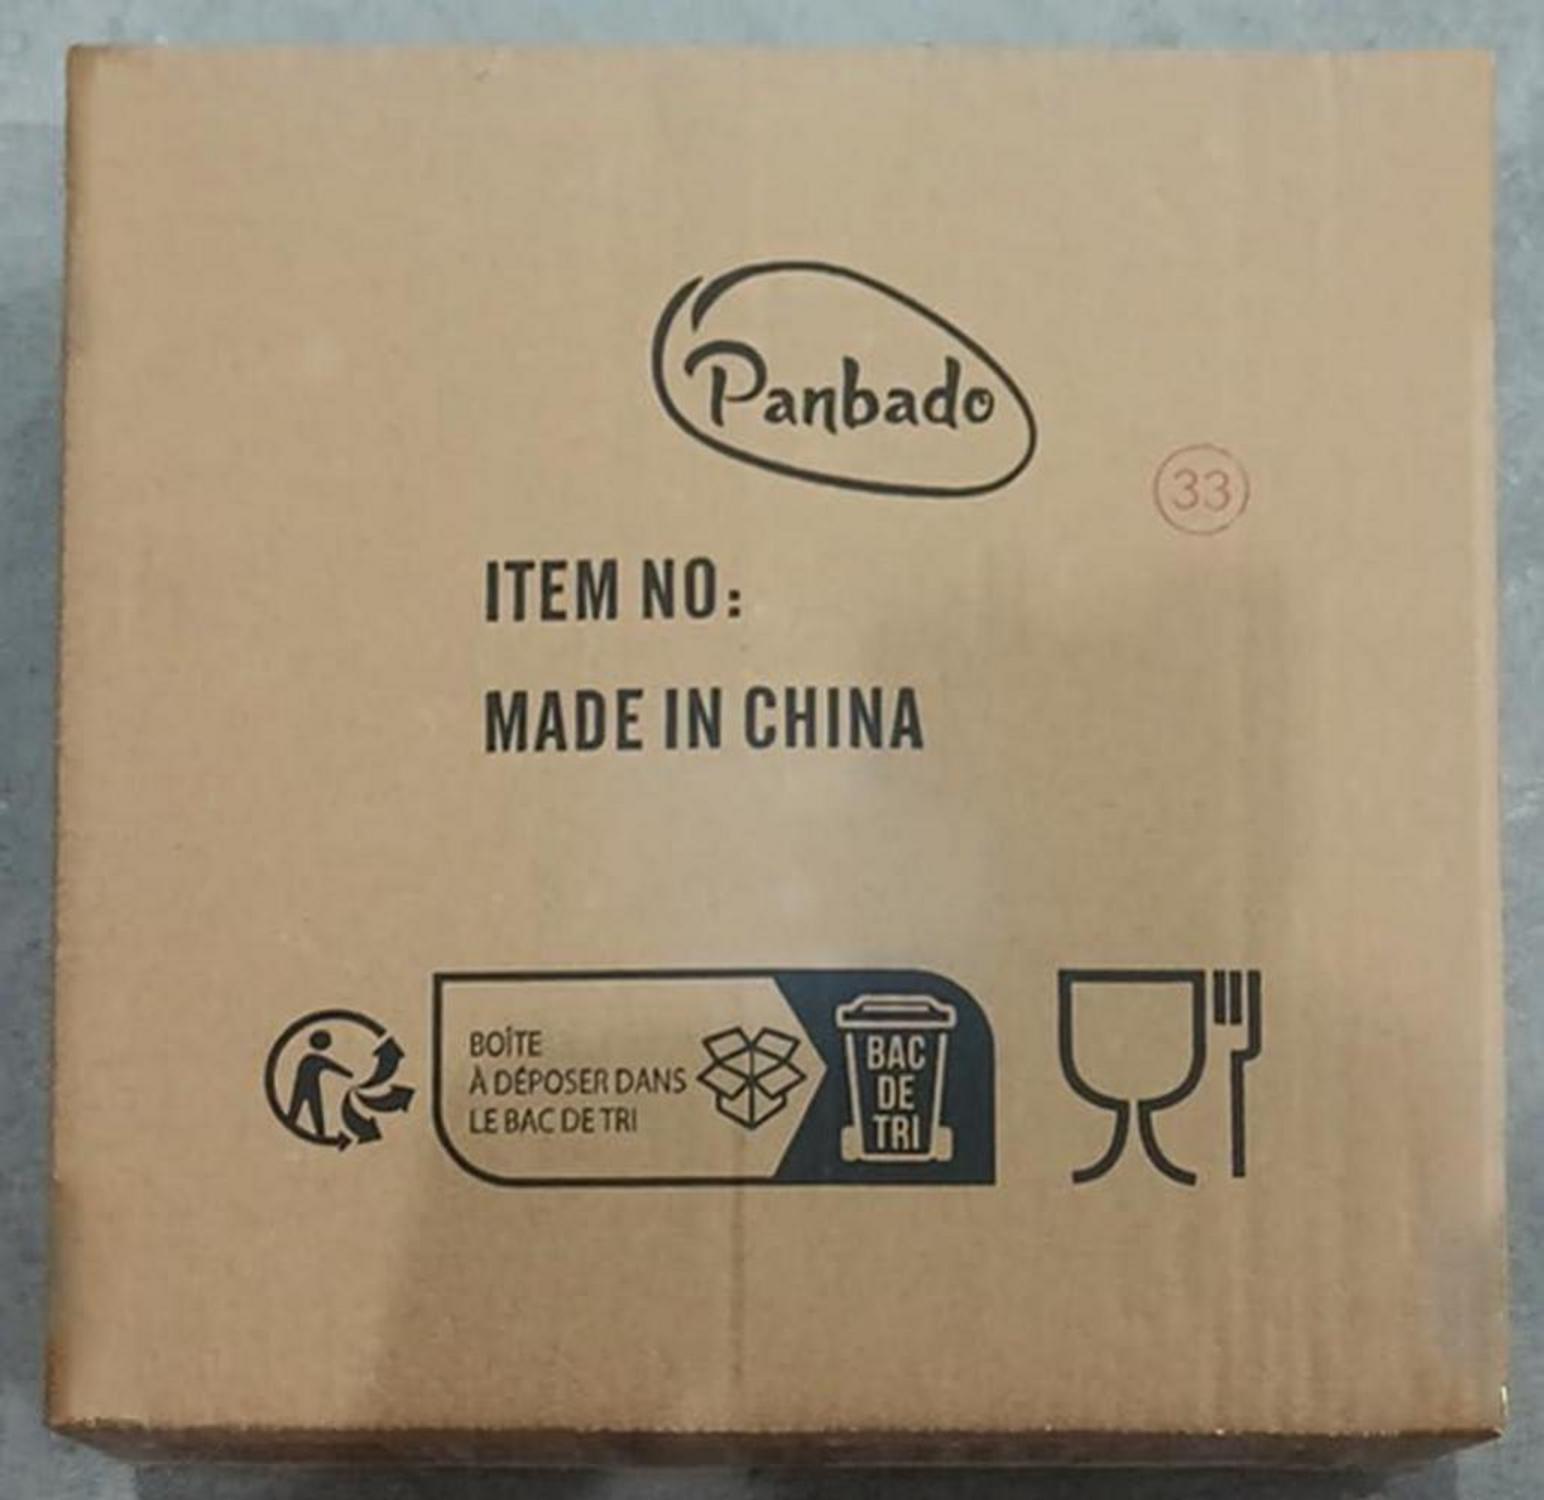 Panbado
33
ITEM NO:
MADE IN CHINA
BOÎTE
À DÉPOSER DANS
LE BAC DE TRI
BAC
DE
TRI